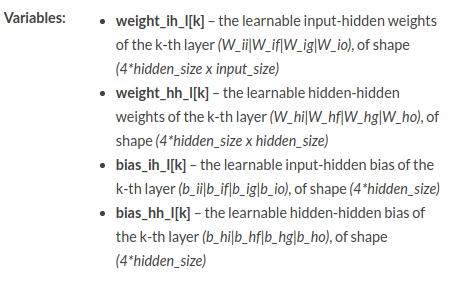 Variables:
• weight_ih_l[k] – the learnable input-hidden weights
of the k-th layer (W_ii|W_if|W_ig|W_io), of shape
(4*hidden_size x input_size)
• weight_hh_l[k] – the learnable hidden-hidden
weights of the k-th layer (W_hi|W_hf|W_hg|W_ho), of
shape (4*hidden_size x hidden_size)
• bias_ih_l[k] – the learnable input-hidden bias of the
k-th layer (b_ii|b_if|b_ig|b_io), of shape (4*hidden_size)
• bias_hh_l[k] – the learnable hidden-hidden bias of
the k-th layer (b_hi|b_hf|b_hg|b_ho), of shape
(4*hidden_size)